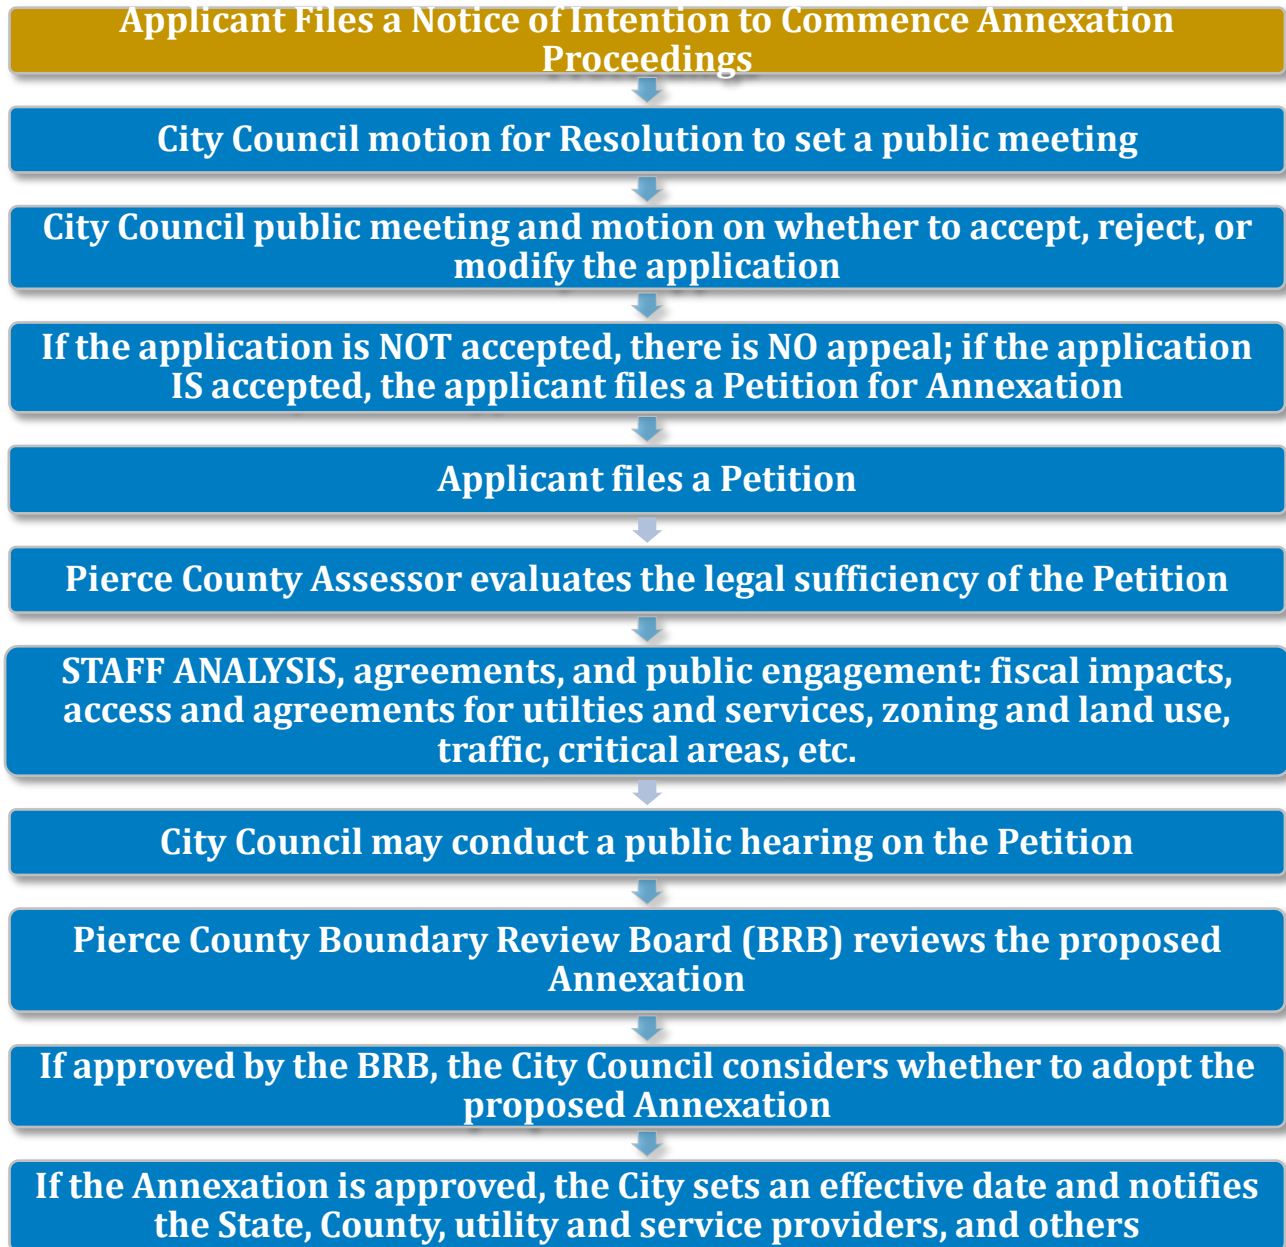 Applicant Files a Notice of Intention to Commence Annexation
Proceedings
City Council motion for Resolution to set a public meeting
City Council public meeting and motion on whether to accept, reject, or
modify the application
If the application is NOT accepted, there is NO appeal; if the application
IS accepted, the applicant files a Petition for Annexation
Applicant files a Petition
Pierce County Assessor evaluates the legal sufficiency of the Petition
STAFF ANALYSIS, agreements, and public engagement: fiscal impacts,
access and agreements for utilties and services, zoning and land use,
traffic, critical areas, etc.
City Council may conduct a public hearing on the Petition
Pierce County Boundary Review Board (BRB) reviews the proposed
Annexation
If approved by the BRB, the City Council considers whether to adopt the
proposed Annexation
If the Annexation is approved, the City sets an effective date and notifies
the State, County, utility and service providers, and others